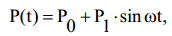 P(t) = P₀ + P₁ · sin ωt,